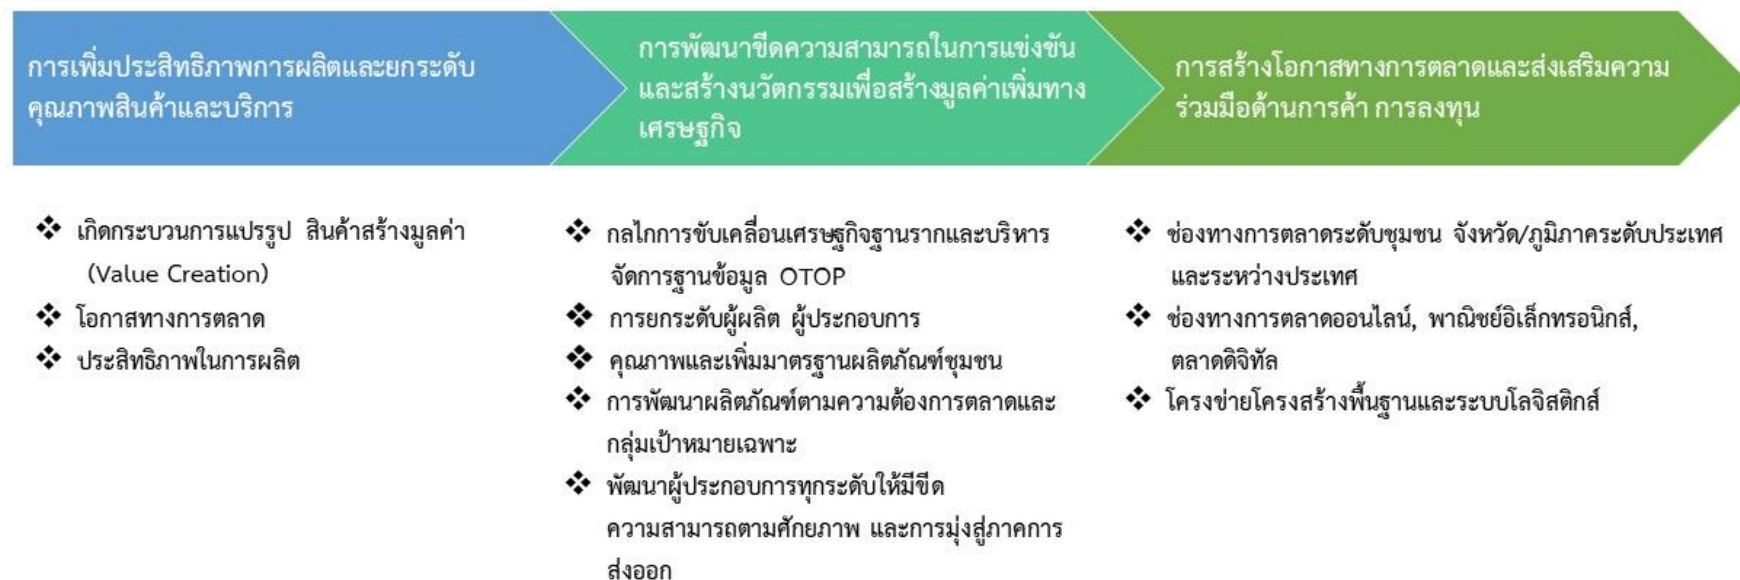 การเพิ่มประสิทธิภาพการผลิตและยกระดับ
คุณภาพสินค้าและบริการ
การพัฒนาขีดความสามารถในการแข่งขัน
และสร้างนวัตกรรมเพื่อสร้างมูลค่าเพิ่มทาง
เศรษฐกิจ
การสร้างโอกาสทางการตลาดและส่งเสริมความ
ร่วมมือด้านการค้า การลงทุน
❖ เกิดกระบวนการแปรรูป สินค้าสร้างมูลค่า
(Value Creation)
❖ โอกาสทางการตลาด
❖ ประสิทธิภาพในการผลิต
❖ กลไกการขับเคลื่อนเศรษฐกิจฐานรากและบริหาร
จัดการฐานข้อมูล OTOP
❖ การยกระดับผู้ผลิต ผู้ประกอบการ
❖ คุณภาพและเพิ่มมาตรฐานผลิตภัณฑ์ชุมชน
❖ การพัฒนาผลิตภัณฑ์ตามความต้องการตลาดและ
กลุ่มเป้าหมายเฉพาะ
❖ พัฒนาผู้ประกอบการทุกระดับให้มีขีด
ความสามารถตามศักยภาพ และการมุ่งสู่ภาคการ
ส่งออก
❖ ช่องทางการตลาดระดับชุมชน จังหวัด/ภูมิภาคระดับประเทศ
และระหว่างประเทศ
❖ ช่องทางการตลาดออนไลน์, พาณิชย์อิเล็กทรอนิกส์,
ตลาดดิจิทัล
❖ โครงข่ายโครงสร้างพื้นฐานและระบบโลจิสติกส์